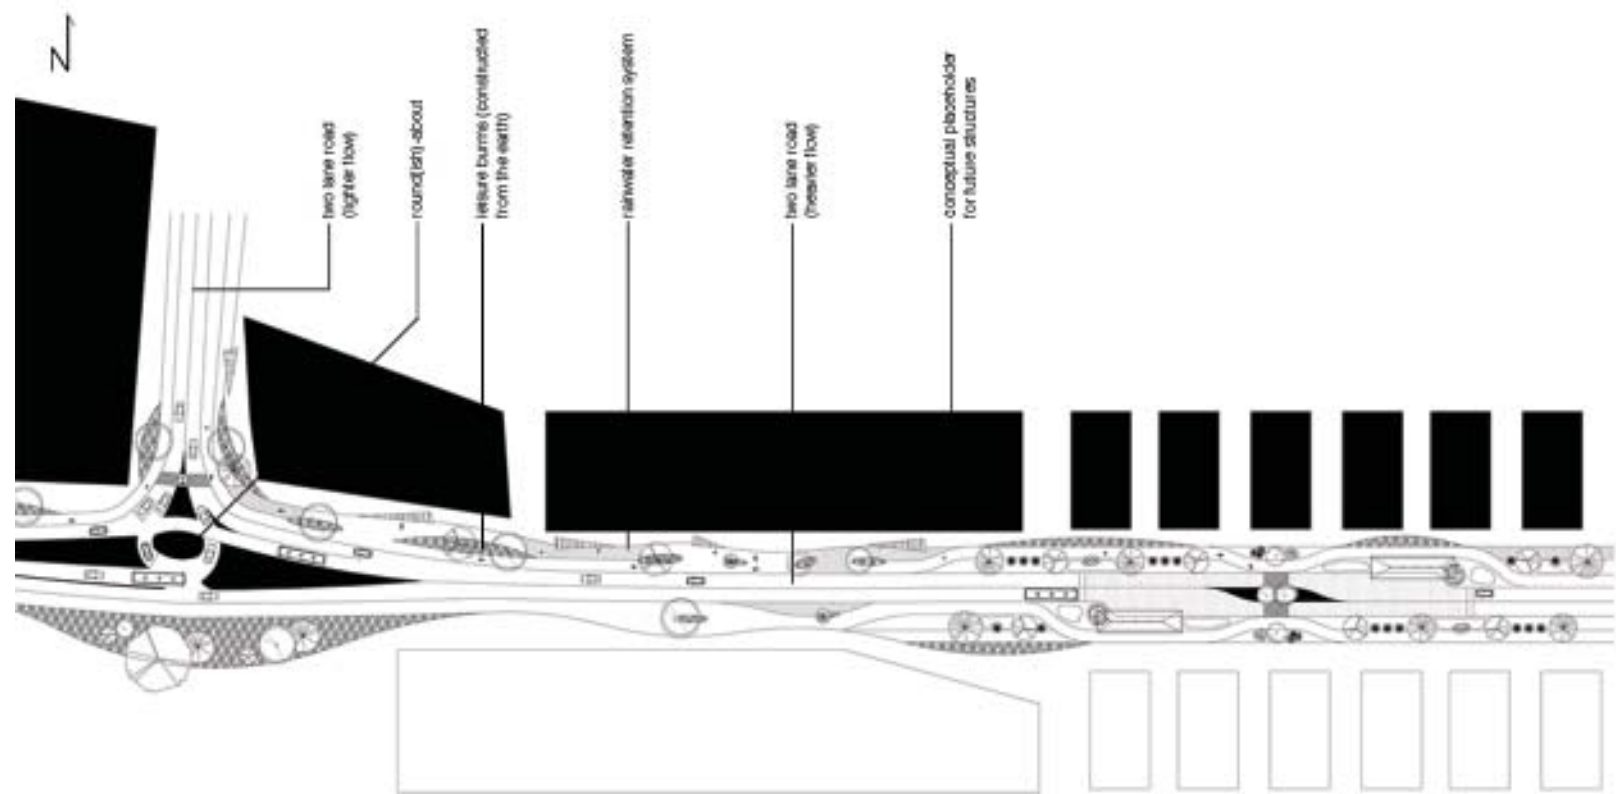 N
two lane road
(lighter flow)
round(ish)-about
leisure burms (constructed
from the earth)
rainwater retention system
two lane road
(heavier flow)
conceptual placeholder
for future structures